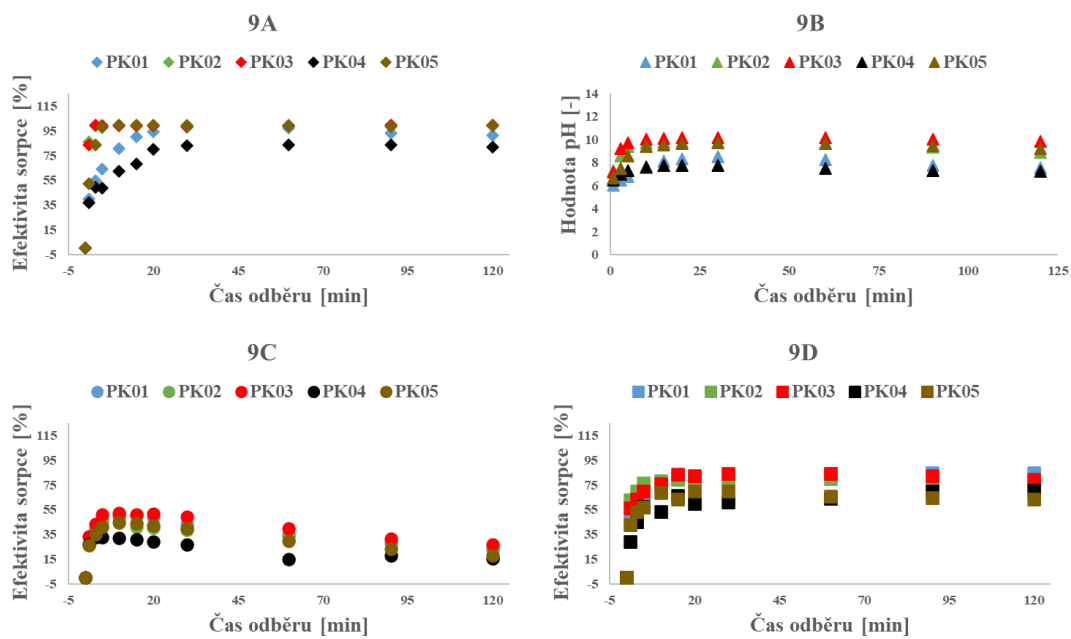 9A
PK01 PK02 PK03 PK04 PK05
Efektivita sorpce [%]
115
95
75
55
35
15
-5
-5 20 45 70 95 120
Čas odběru [min]
9B
PK01 PK02 PK03 PK04 PK05
Hodnota pH [-]
14
12
10
8
6
4
2
0
0 25 50 75 100 125
Čas odběru [min]
9C
PK01 PK02 PK03 PK04 PK05
Efektivita sorpce [%]
115
95
75
55
35
15
-5
-5 20 45 70 95 120
Čas odběru [min]
9D
PK01 PK02 PK03 PK04 PK05
Efektivita sorpce [%]
115
95
75
55
35
15
-5
-5 20 45 70 95 120
Čas odběru [min]